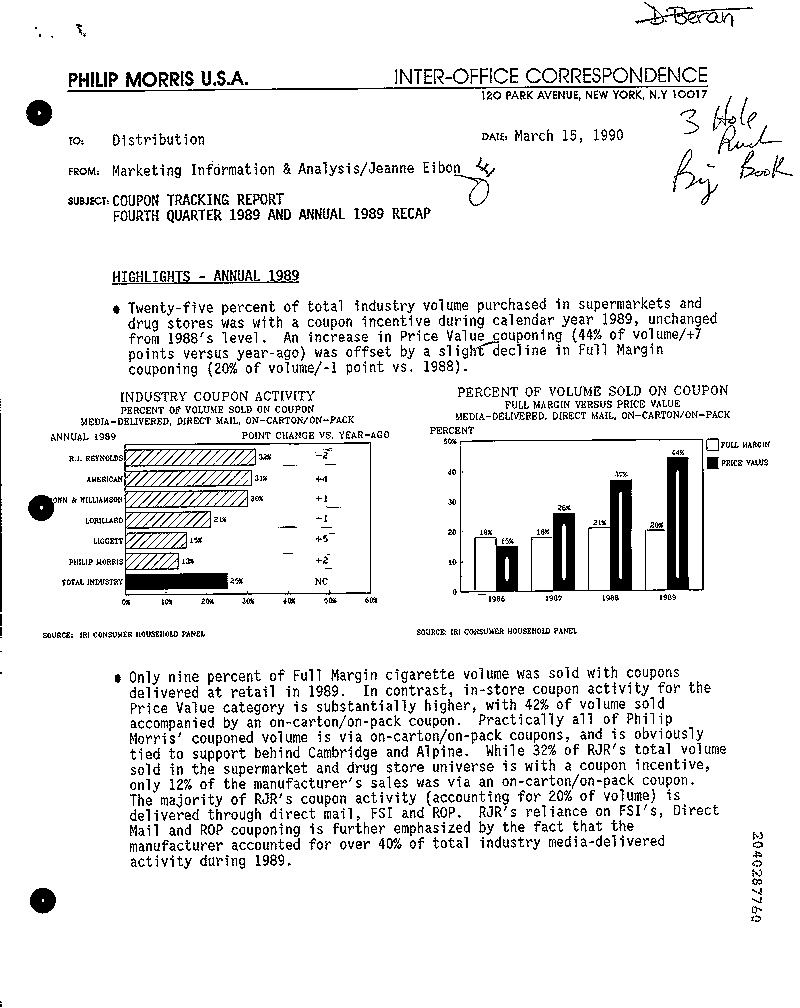 D. Beran
PHILIP MORRIS U.S.A. INTER-OFFICE CORRESPONDENCE
120 PARK AVENUE, NEW YORK, N.Y 10017
3 Hole
Big Book
TO: Distribution DATE: March 15, 1990
FROM: Marketing Information & Analysis/Jeanne Eibon
SUBJECT: COUPON TRACKING REPORT
FOURTH QUARTER 1989 AND ANNUAL 1989 RECAP
HIGHLIGHTS - ANNUAL 1989
• Twenty-five percent of total industry volume purchased in supermarkets and
drug stores was with a coupon incentive during calendar year 1989, unchanged
from 1988's level. An increase in Price Value couponing (44% of volume/+7
points versus year-ago) was offset by a slight decline in Full Margin
couponing (20% of volume/-1 point vs. 1988).
INDUSTRY COUPON ACTIVITY
PERCENT OF VOLUME SOLD ON COUPON
MEDIA-DELIVERED, DIRECT MAIL, ON-CARTON/ON-PACK
ANNUAL 1989 POINT CHANGE VS. YEAR-AGO
R.J. REYNOLDS 32% -2
AMERICAN 31% +4
OWN & WILLIAMSON 30% +1
LORILLARD 21% -1
LIGGETT 15% +5
PHILIP MORRIS 13% +2
TOTAL INDUSTRY 25% NC
0% 10% 20% 30% 40% 50% 60%
SOURCE: IRI CONSUMER HOUSEHOLD PANEL
PERCENT OF VOLUME SOLD ON COUPON
FULL MARGIN VERSUS PRICE VALUE
MEDIA-DELIVERED, DIRECT MAIL, ON-CARTON/ON-PACK
PERCENT
50% FULL MARGIN
PRICE VALUE
40
30
20
10
0
18% 15% 18% 26% 21% 37% 20% 44%
1986 1987 1988 1989
SOURCE: IRI CONSUMER HOUSEHOLD PANEL
• Only nine percent of Full Margin cigarette volume was sold with coupons
delivered at retail in 1989. In contrast, in-store coupon activity for the
Price Value category is substantially higher, with 42% of volume sold
accompanied by an on-carton/on-pack coupon. Practically all of Philip
Morris' couponed volume is via on-carton/on-pack coupons, and is obviously
tied to support behind Cambridge and Alpine. While 32% of RJR's total volume
sold in the supermarket and drug store universe is with a coupon incentive,
only 12% of the manufacturer's sales was via an on-carton/on-pack coupon.
The majority of RJR's coupon activity (accounting for 20% of volume) is
delivered through direct mail, FSI and ROP. RJR's reliance on FSI's, Direct
Mail and ROP couponing is further emphasized by the fact that the
manufacturer accounted for over 40% of total industry media-delivered
activity during 1989.
2040287760